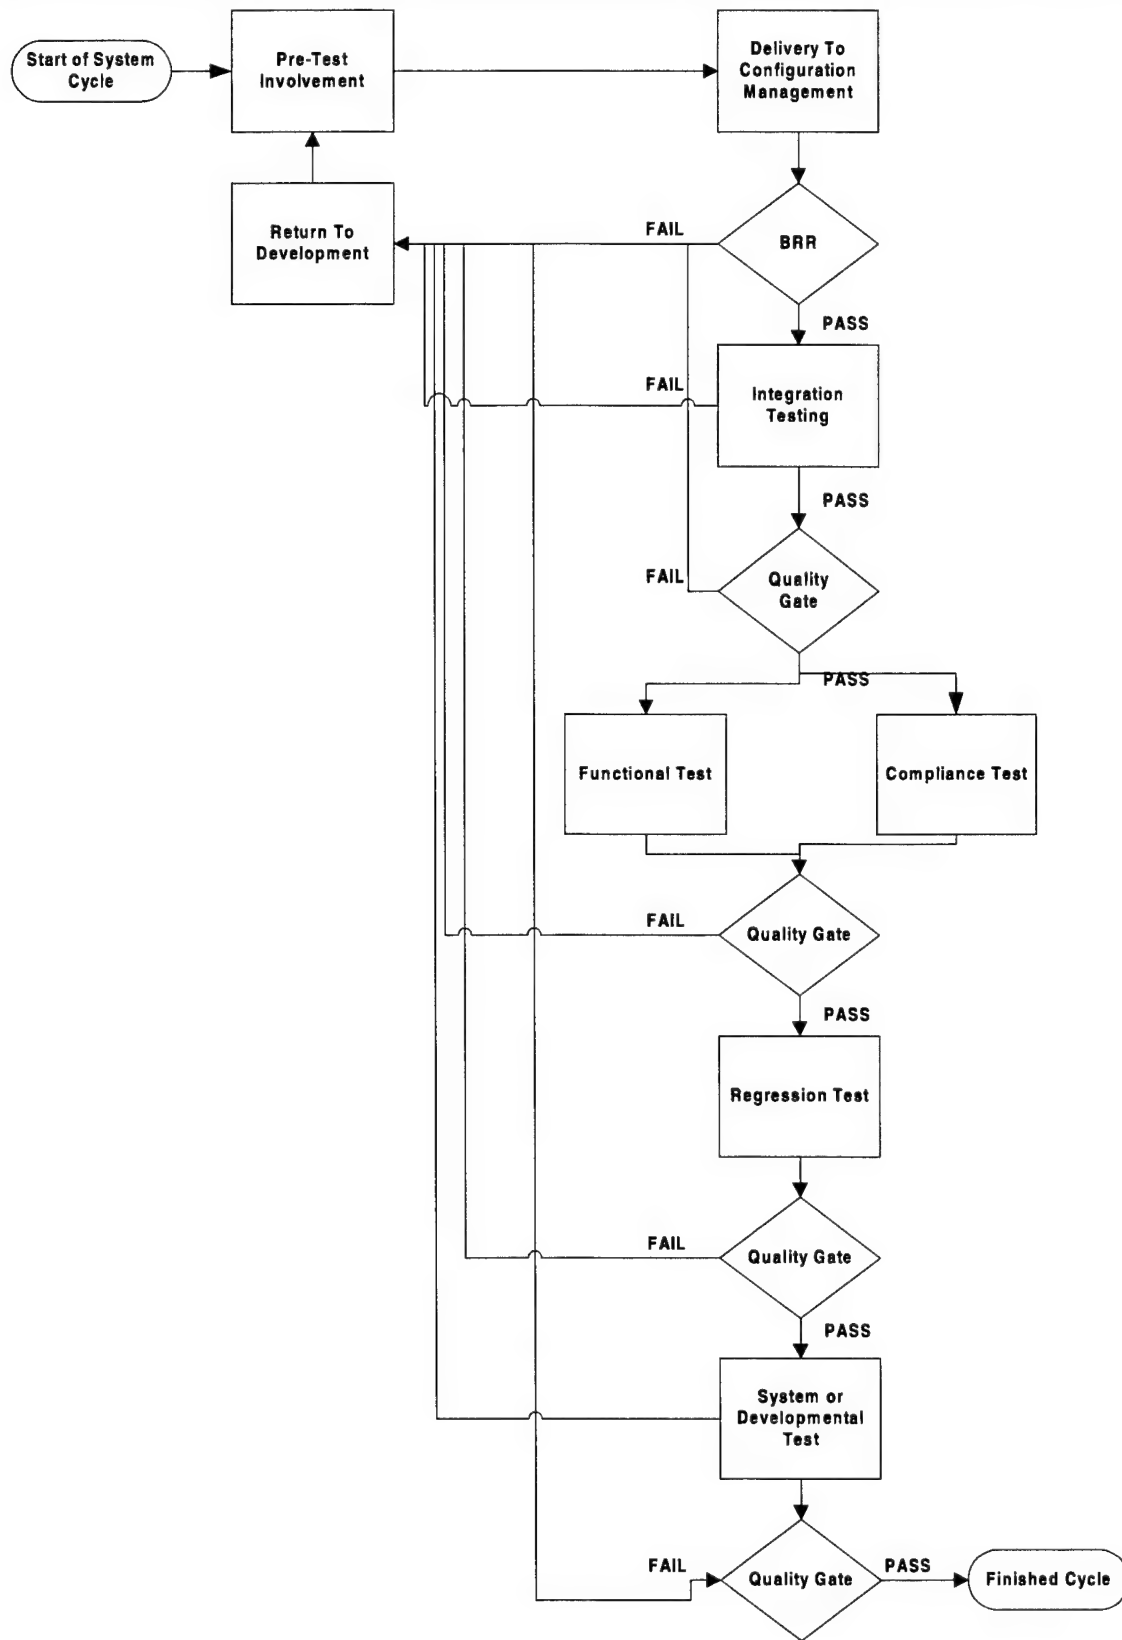 Start of System
Cycle
Pre-Test
Involvement
Delivery To
Configuration
Management
Return To
Development
FAIL
BRR
PASS
FAIL
Integration
Testing
PASS
FAIL
Quality
Gate
PASS
Functional Test
Compliance Test
FAIL
Quality Gate
PASS
Regression Test
FAIL
Quality Gate
PASS
System or
Developmental
Test
FAIL
Quality Gate
PASS
Finished Cycle